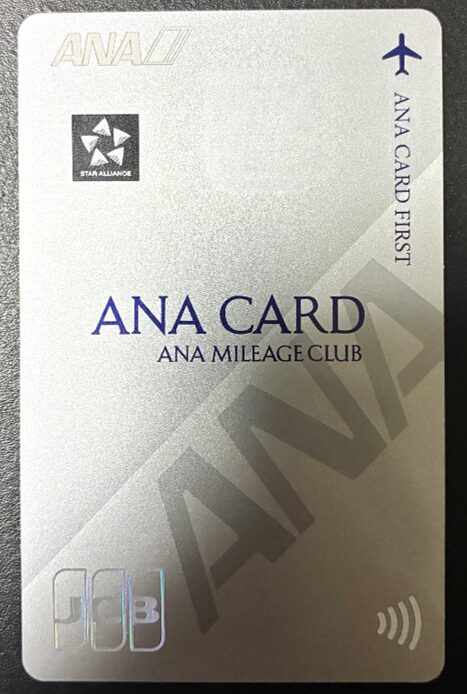 ANA
STAR ALLIANCE
ANA CARD FIRST
ANA CARD
ANA MILEAGE CLUB
ANA
JCB